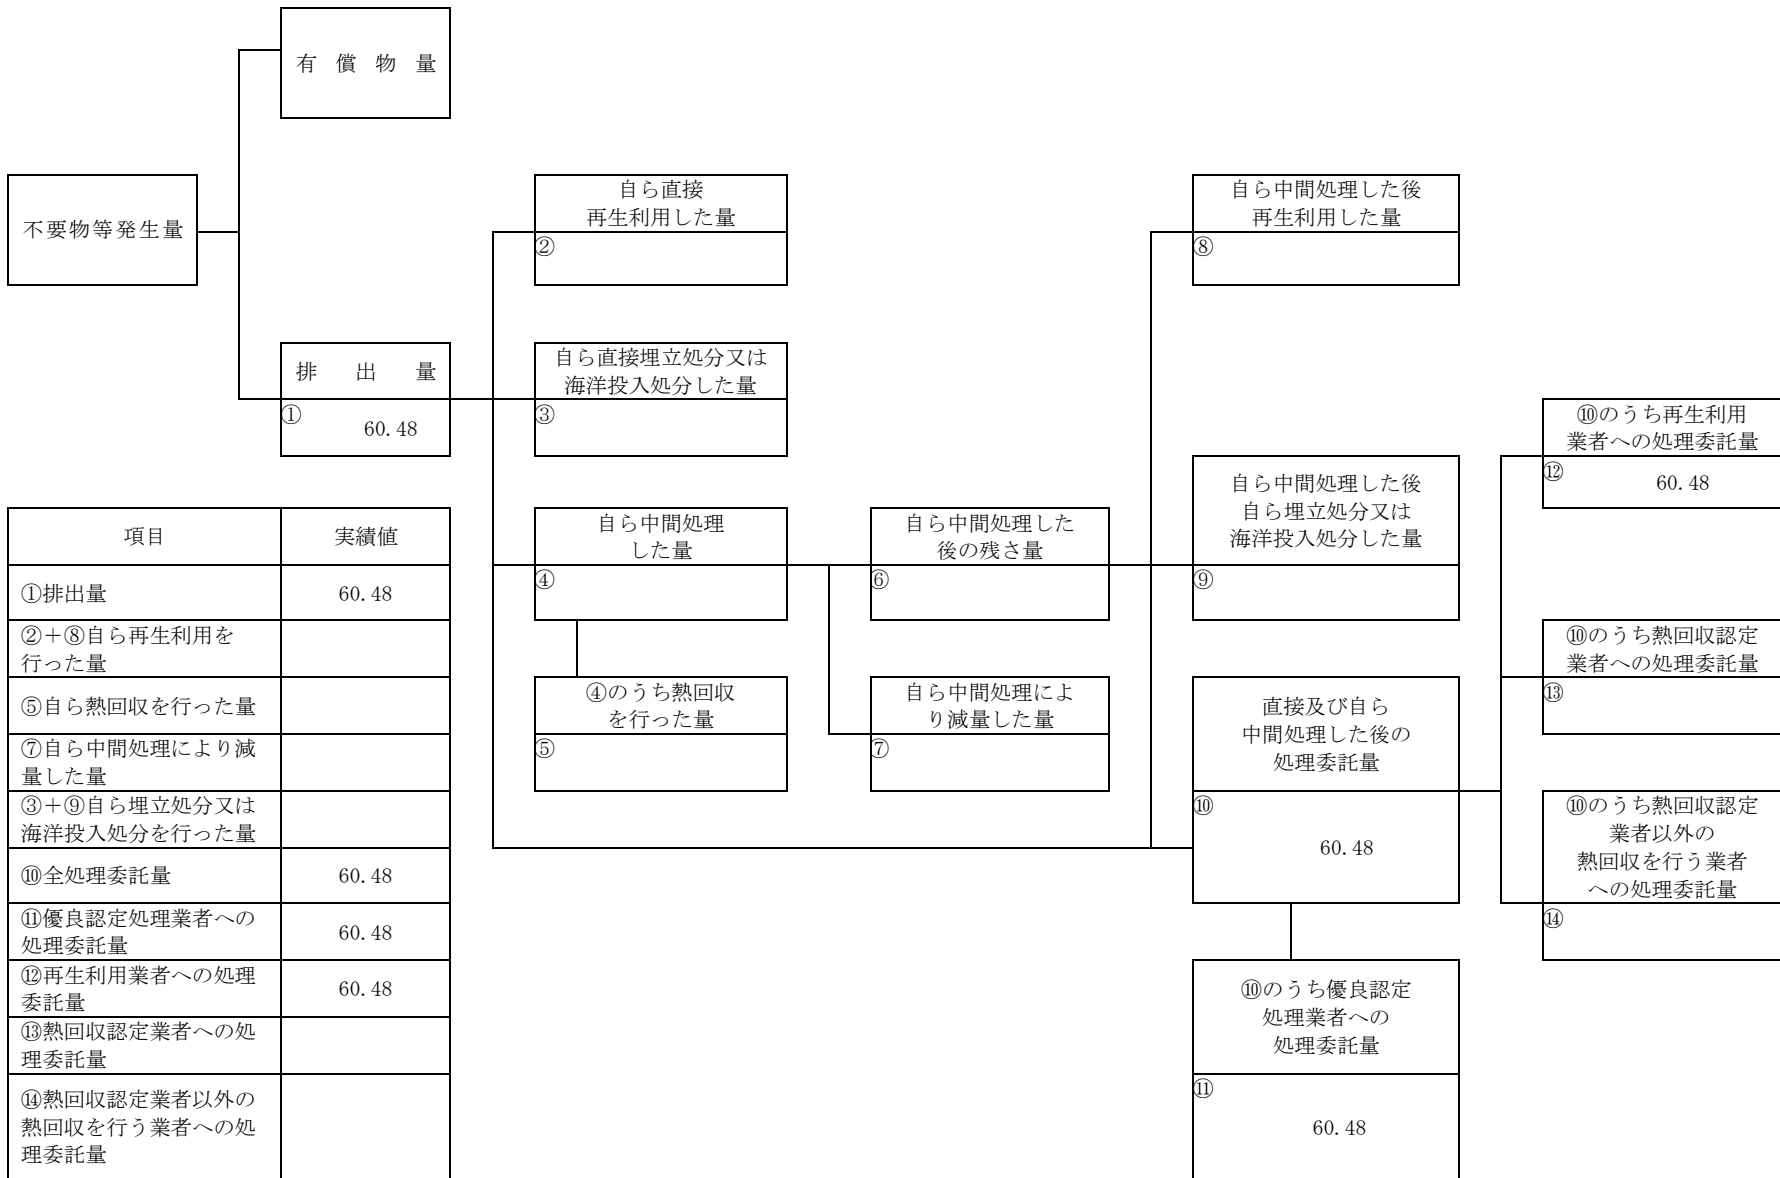 有 償 物 量
不要物等発生量
自ら直接
再生利用した量
②
自ら中間処理した後
再生利用した量
⑧
排 出 量
①
60.48
自ら直接埋立処分又は
海洋投入処分した量
③
⑩のうち再生利用
業者への処理委託量
⑫
60.48
自ら中間処理した後
自ら埋立処分又は
海洋投入処分した量
⑨
自ら中間処理
した量
④
自ら中間処理した
後の残さ量
⑥
⑩のうち熱回収認定
業者への処理委託量
⑬
④のうち熱回収
を行った量
⑤
自ら中間処理によ
り減量した量
⑦
直接及び自ら
中間処理した後の
処理委託量
⑩
60.48
⑩のうち熱回収認定
業者以外の
熱回収を行う業者
への処理委託量
⑭
⑩のうち優良認定
処理業者への
処理委託量
⑪
60.48
項目 実績値
①排出量 60.48
②＋⑧自ら再生利用を
行った量
⑤自ら熱回収を行った量
⑦自ら中間処理により減
量した量
③＋⑨自ら埋立処分又は
海洋投入処分を行った量
⑩全処理委託量 60.48
⑪優良認定処理業者への
処理委託量 60.48
⑫再生利用業者への処理
委託量 60.48
⑬熱回収認定業者への処
理委託量
⑭熱回収認定業者以外の
熱回収を行う業者への処
理委託量